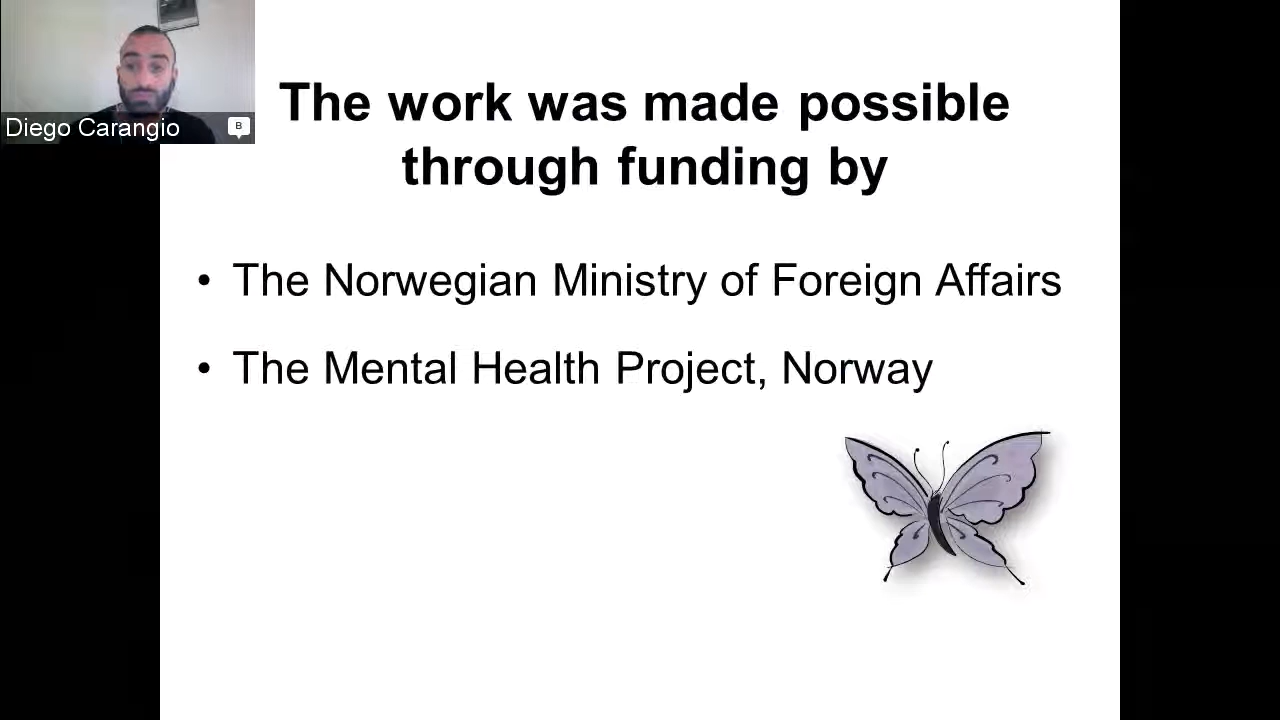 Diego Carangio
B
The work was made possible
through funding by
• The Norwegian Ministry of Foreign Affairs
• The Mental Health Project, Norway